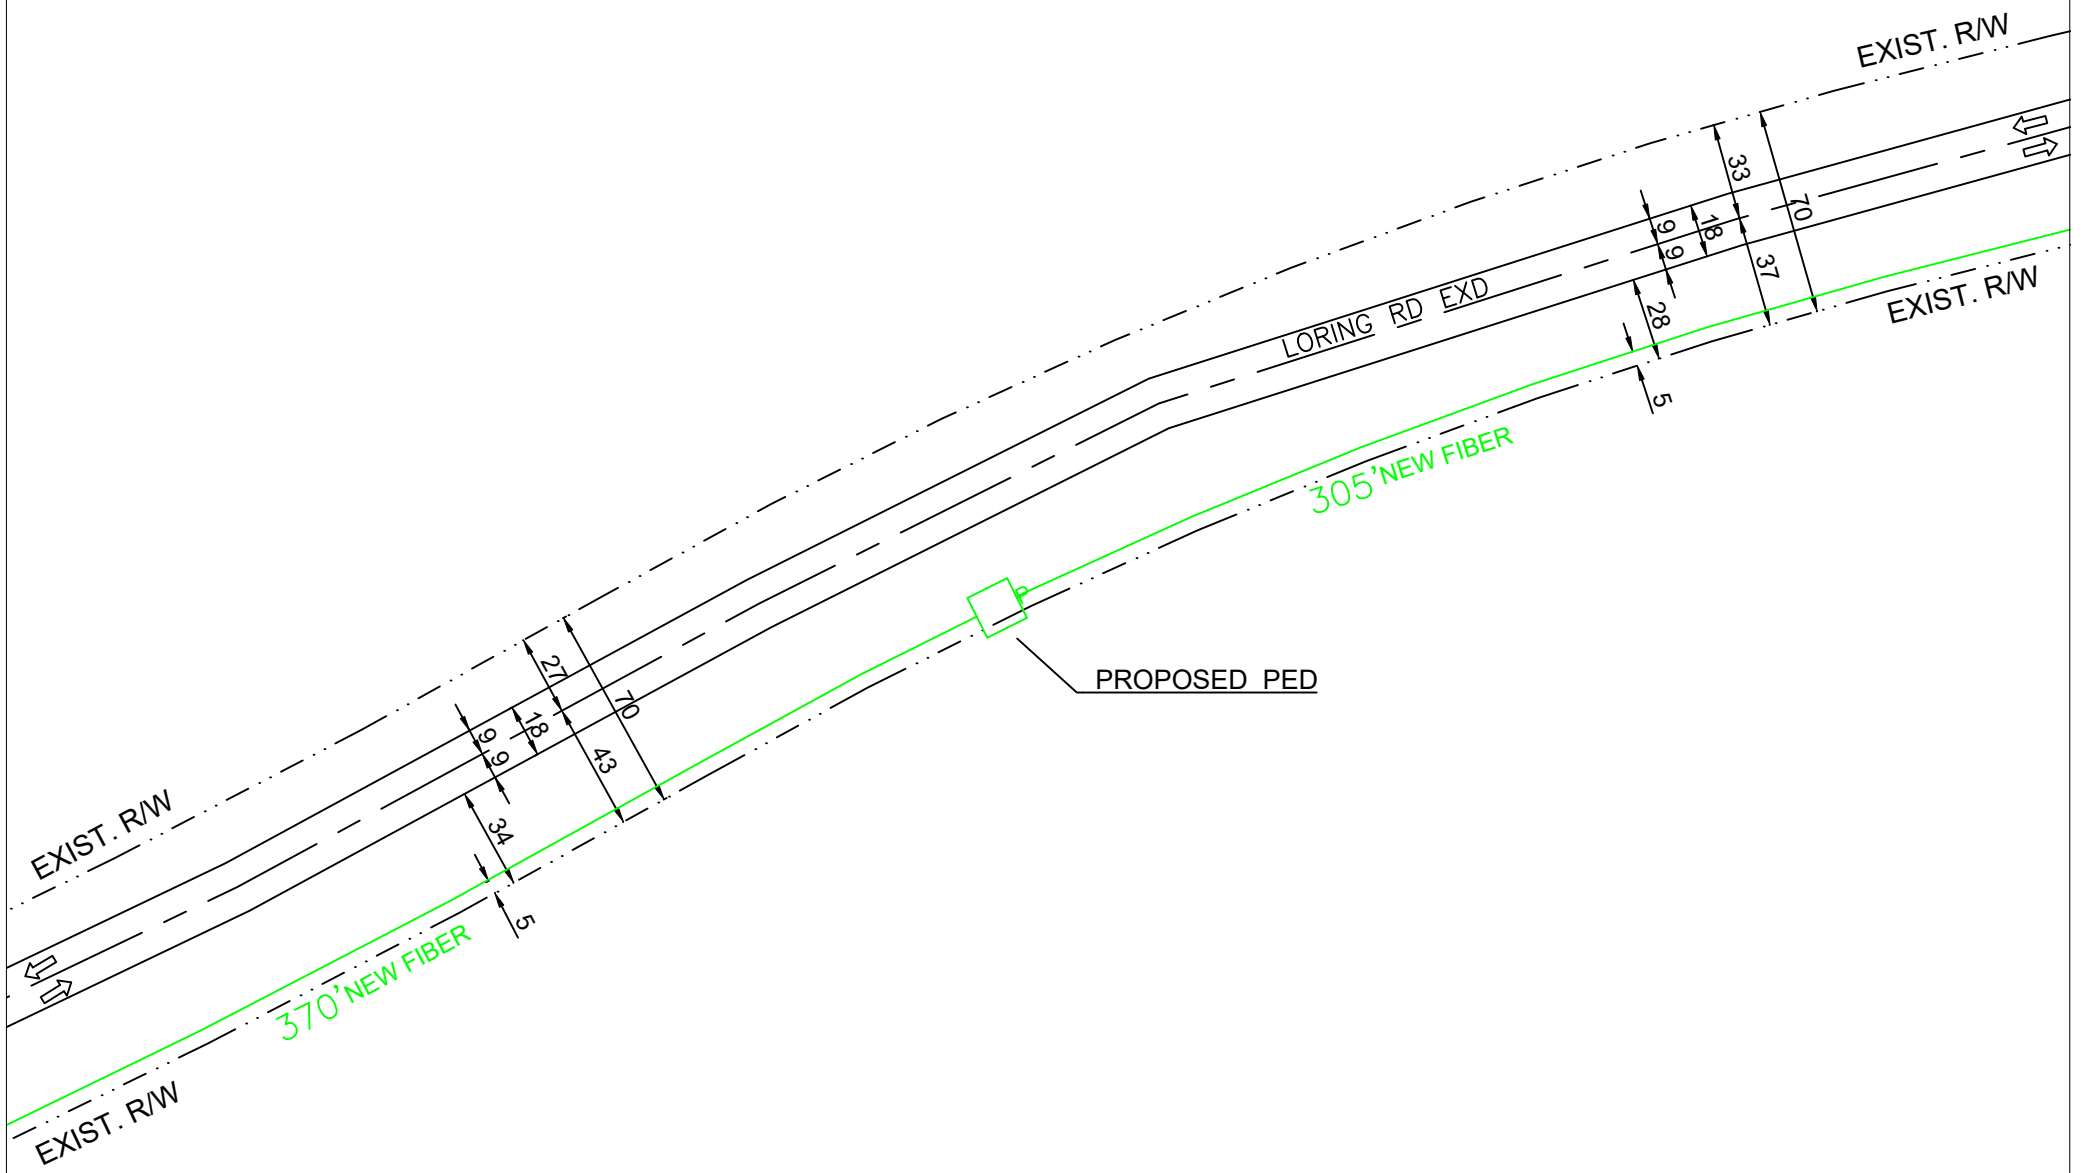 EXIST. R/W
33
70
9
18
9
37
EXIST. R/W
LORING RD EXD
28
5
305'NEW FIBER
P
PROPOSED PED
27
70
9
18
9
43
34
5
EXIST. R/W
370'NEW FIBER
EXIST. R/W